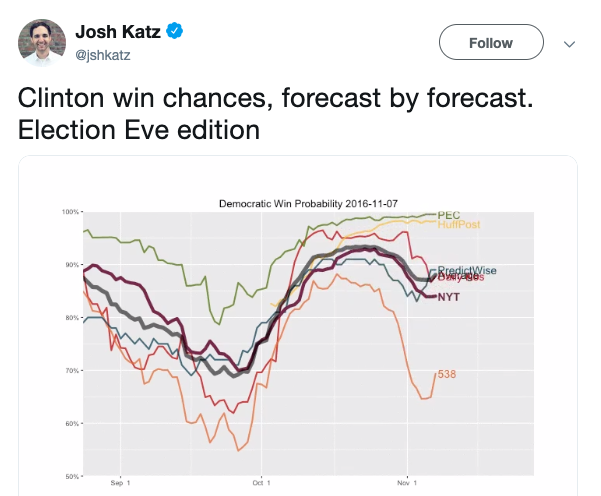 Josh Katz
@jshkatz
Follow
Clinton win chances, forecast by forecast.
Election Eve edition
Democratic Win Probability 2016-11-07
100%
90%
80%
70%
60%
50%
PEC
HuffPost
PredictWise
NYT
538
Sep 1
Oct 1
Nov 1